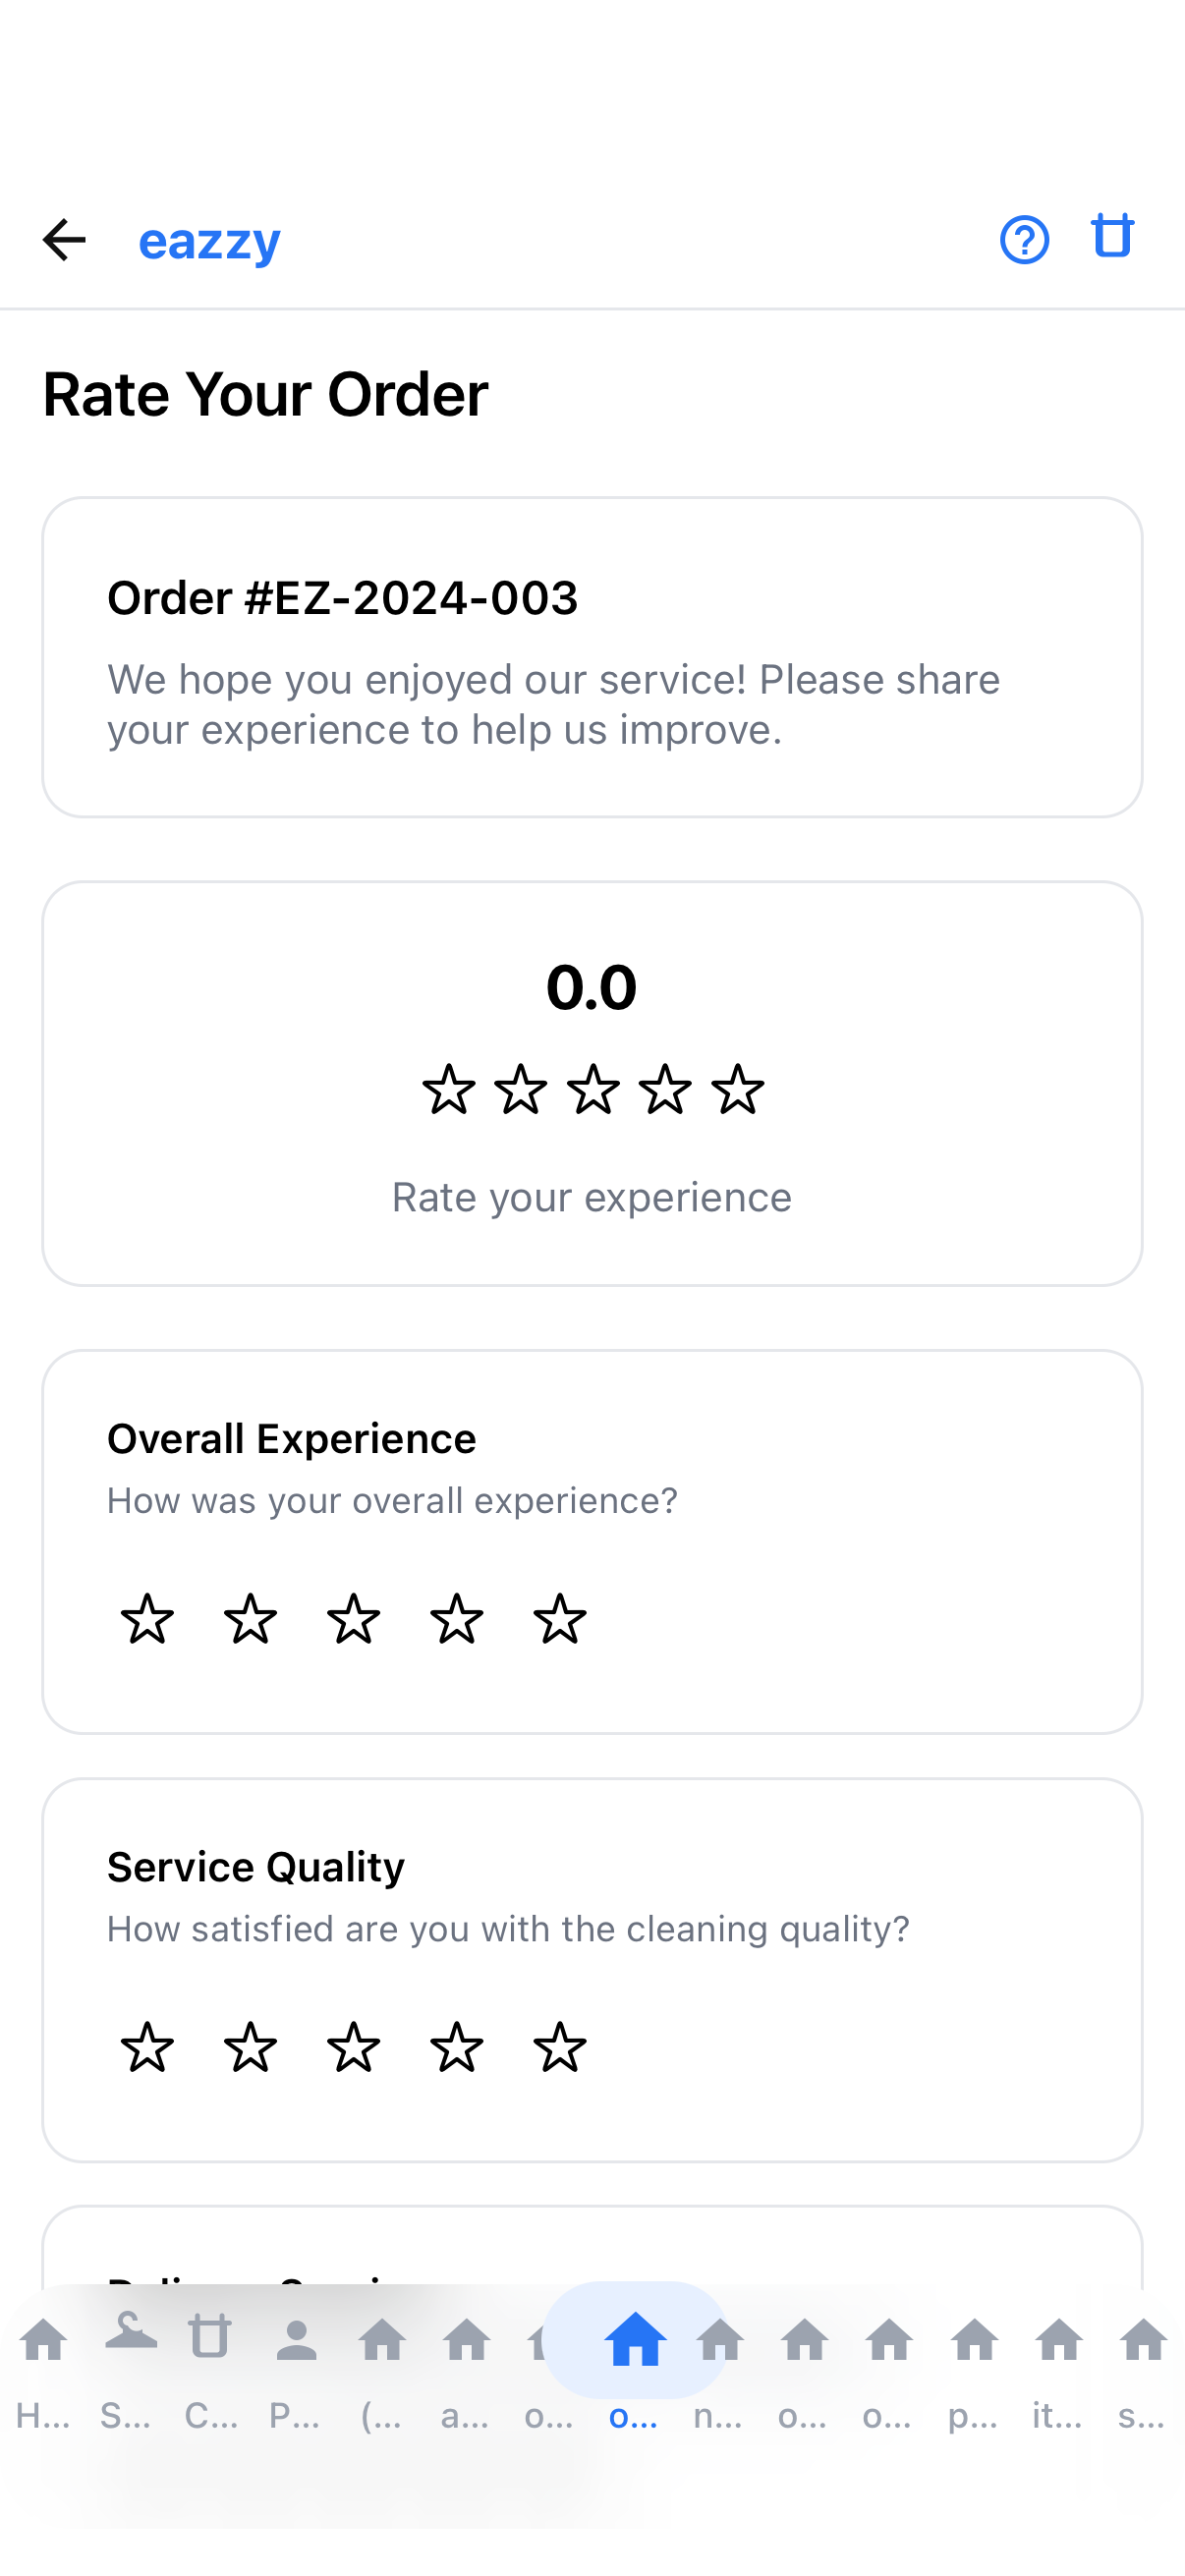 eazzy
Rate Your Order
Order #EZ-2024-003
We hope you enjoyed our service! Please share
your experience to help us improve.
0.0
Rate your experience
Overall Experience
How was your overall experience?
Service Quality
How satisfied are you with the cleaning quality?
H... S... C... P... (... a... o... o... n... o... o... p... it... s...